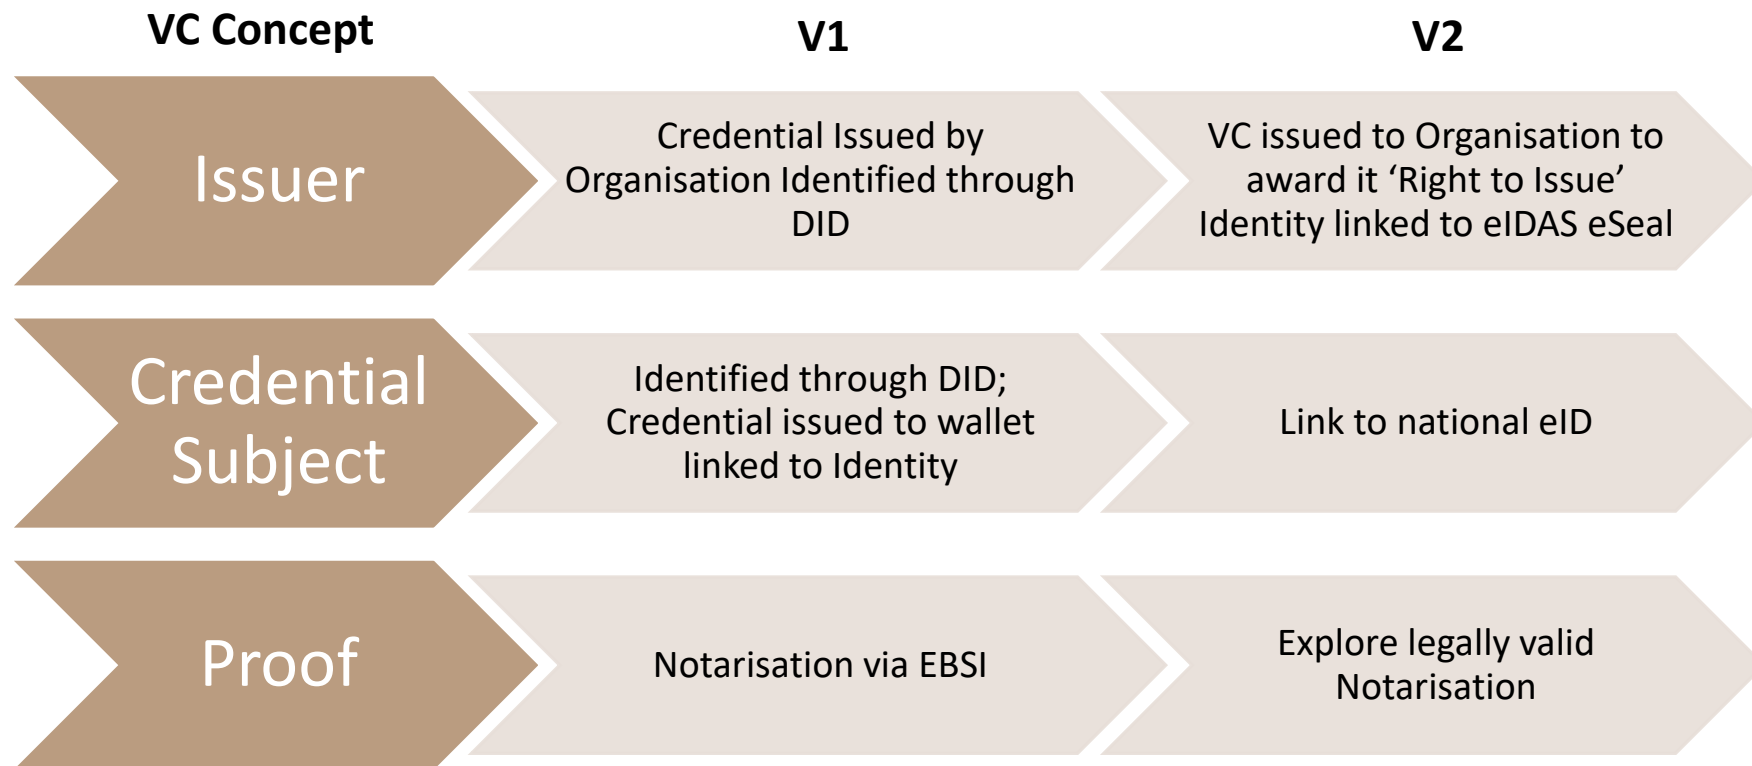 VC Concept
V1
V2
Issuer
Credential Issued by
Organisation Identified through
DID
VC issued to Organisation to
award it ‘Right to Issue’
Identity linked to eIDAS eSeal
Credential
Subject
Identified through DID;
Credential issued to wallet
linked to Identity
Link to national eID
Proof
Notarisation via EBSI
Explore legally valid
Notarisation